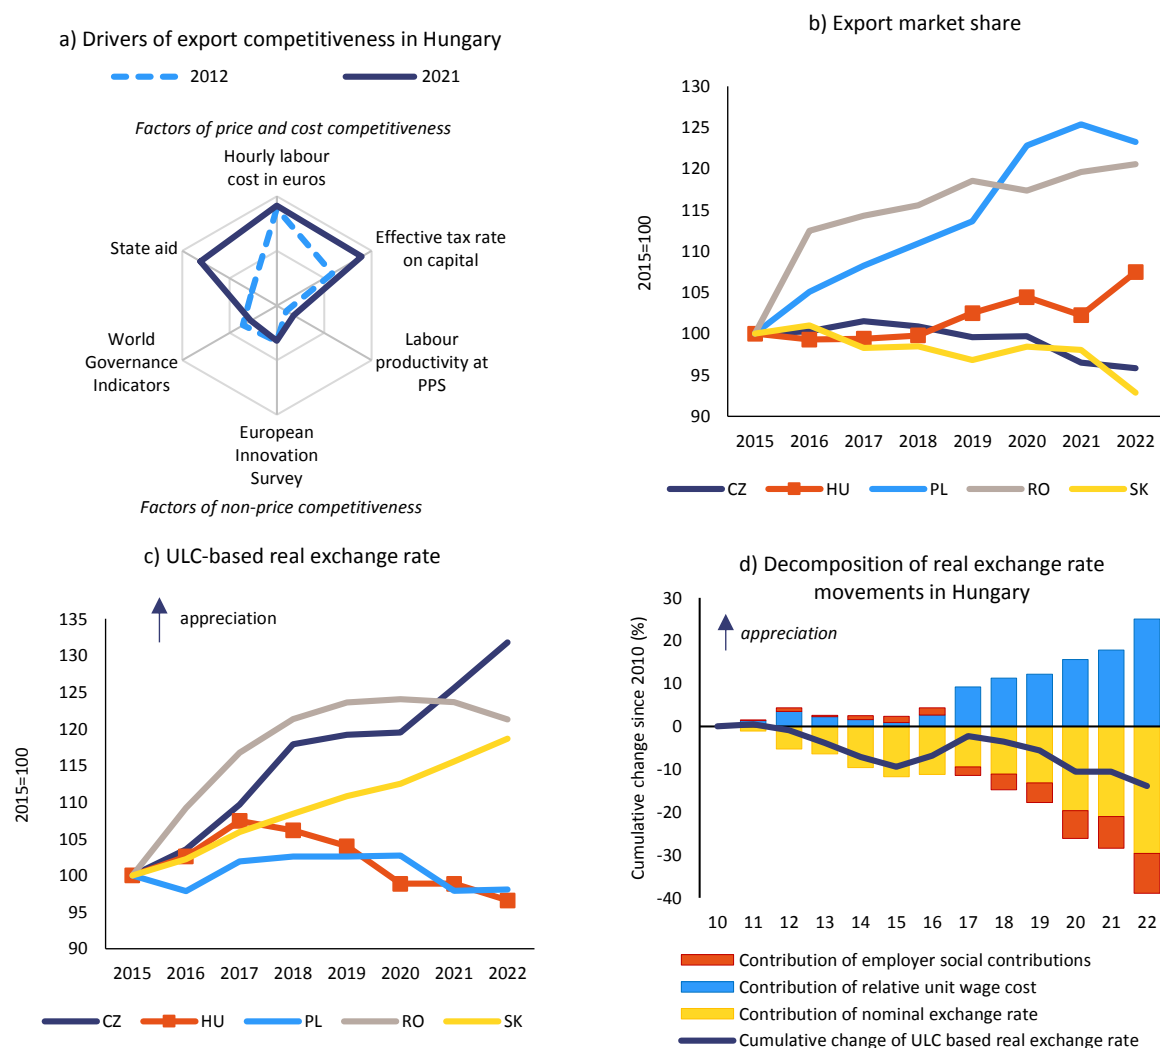 a) Drivers of export competitiveness in Hungary
2012
2021
Factors of price and cost competitiveness
Hourly labour
cost in euros
State aid
Effective tax rate
on capital
World
Governance
Indicators
Labour
productivity at
PPS
European
Innovation
Survey
Factors of non-price competitiveness
b) Export market share
2015=100
130
125
120
115
110
105
100
95
90
2015 2016 2017 2018 2019 2020 2021 2022
CZ HU PL RO SK
c) ULC-based real exchange rate
appreciation
2015=100
135
130
125
120
115
110
105
100
95
90
2015 2016 2017 2018 2019 2020 2021 2022
CZ HU PL RO SK
d) Decomposition of real exchange rate
movements in Hungary
appreciation
Cumulative change since 2010 (%)
30
20
10
0
-10
-20
-30
-40
10 11 12 13 14 15 16 17 18 19 20 21 22
Contribution of employer social contributions
Contribution of relative unit wage cost
Contribution of nominal exchange rate
Cumulative change of ULC based real exchange rate